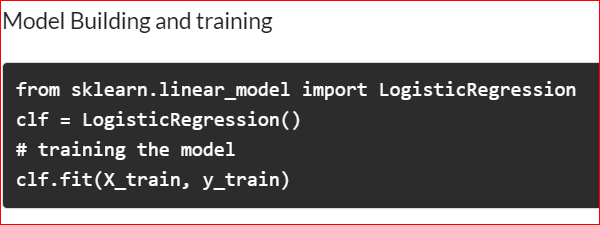 Model Building and training
from sklearn.linear_model import LogisticRegression
clf = LogisticRegression()
# training the model
clf.fit(X_train, y_train)